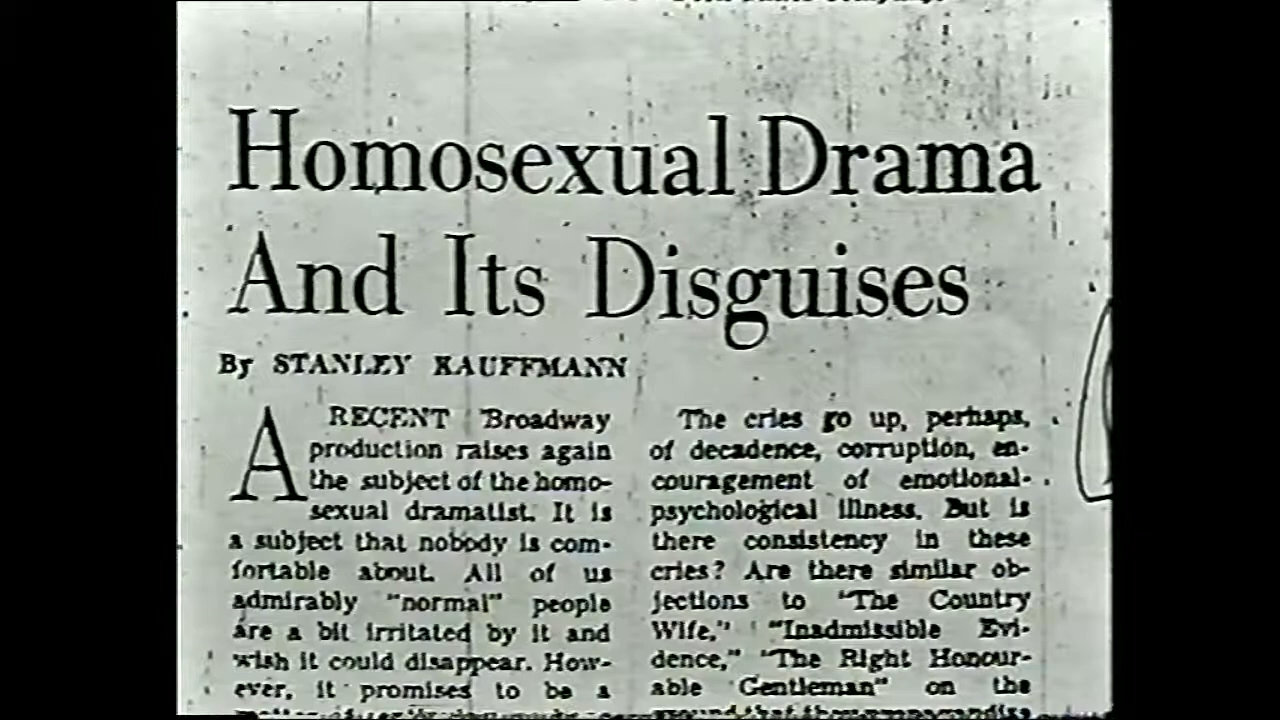 Homosexual Drama
And Its Disguises
By STANLEY KAUFFMANN
A RECENT Broadway
production raises again
the subject of the homo-
sexual dramatist. It is
a subject that nobody is com-
fortable about. All of us
admirably "normal" people
are a bit irritated by it and
wish it could disappear. How-
ever, it promises to be a
The cries go up, perhaps,
of decadence, corruption, en-
couragement of emotional-
psychological illness. But is
there consistency in these
cries? Are there similar ob-
jections to "The Country
Wife," "Inadmissible Evi-
dence," "The Right Honour-
able Gentleman" on the